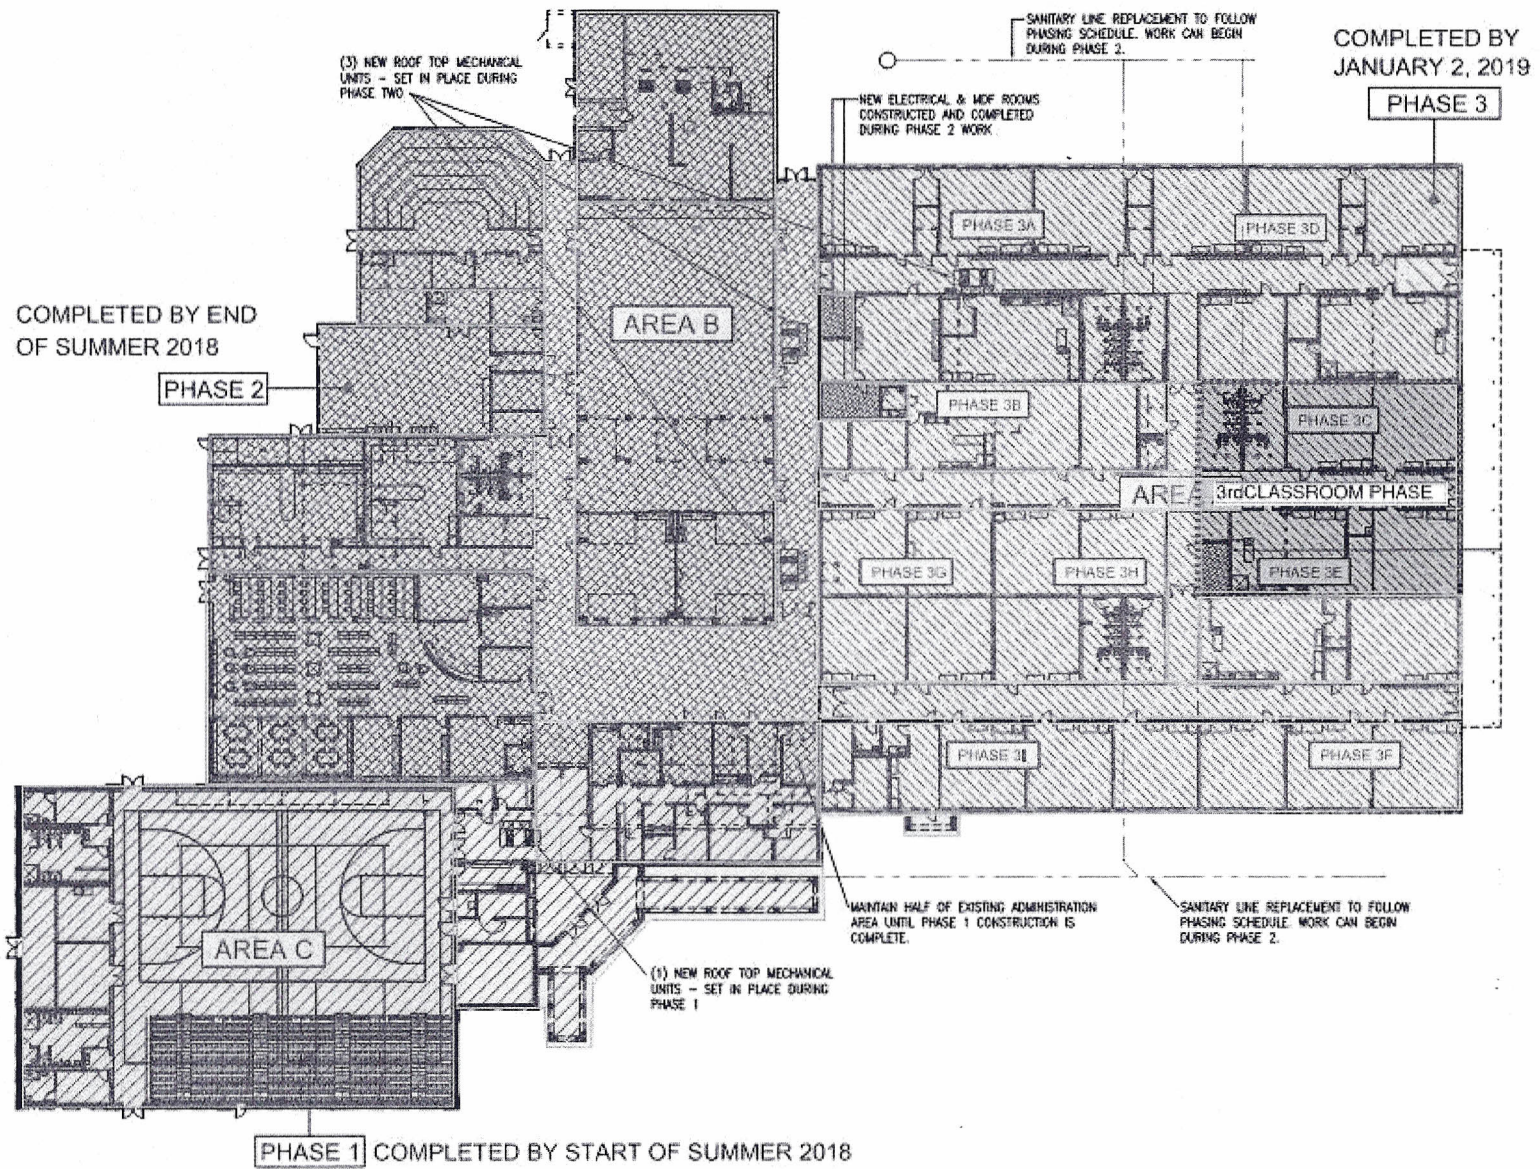 SANITARY LINE REPLACEMENT TO FOLLOW
PHASING SCHEDULE. WORK CAN BEGIN
DURING PHASE 2.
COMPLETED BY
JANUARY 2, 2019
PHASE 3
(3) NEW ROOF TOP MECHANICAL
UNITS - SET IN PLACE DURING
PHASE TWO
NEW ELECTRICAL & MDF ROOMS
CONSTRUCTED AND COMPLETED
DURING PHASE 2 WORK
PHASE 3A
PHASE 3D
COMPLETED BY END
OF SUMMER 2018
PHASE 2
AREA B
PHASE 3B
PHASE 3C
AREA
3rdCLASSROOM PHASE
PHASE 3G
PHASE 3H
PHASE 3E
PHASE 3I
PHASE 3F
AREA C
MAINTAIN HALF OF EXISTING ADMINISTRATION
AREA UNTIL PHASE 1 CONSTRUCTION IS
COMPLETE.
SANITARY LINE REPLACEMENT TO FOLLOW
PHASING SCHEDULE. WORK CAN BEGIN
DURING PHASE 2.
(1) NEW ROOF TOP MECHANICAL
UNITS - SET IN PLACE DURING
PHASE 1
PHASE 1 COMPLETED BY START OF SUMMER 2018